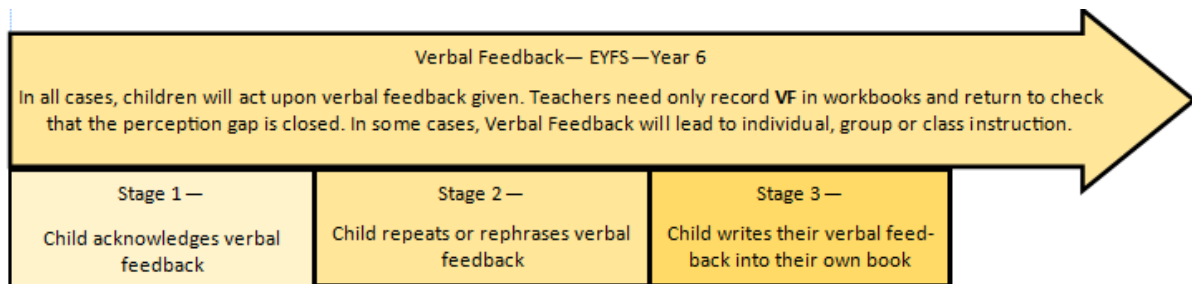 Verbal Feedback— EYFS—Year 6
In all cases, children will act upon verbal feedback given. Teachers need only record VF in workbooks and return to check
that the perception gap is closed. In some cases, Verbal Feedback will lead to individual, group or class instruction.
Stage 1—
Child acknowledges verbal
feedback
Stage 2—
Child repeats or rephrases verbal
feedback
Stage 3—
Child writes their verbal feed-
back into their own book